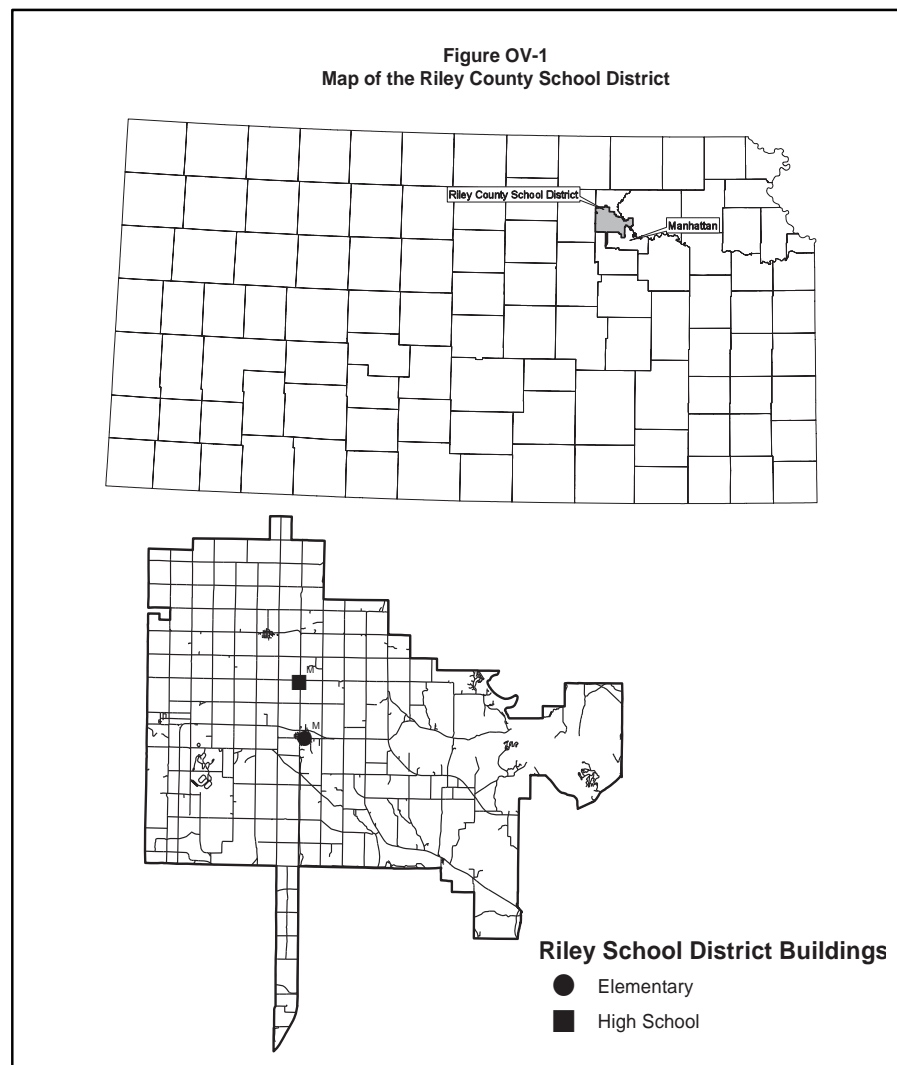 Figure OV-1
Map of the Riley County School District
Riley County School District
Manhattan
M
M
Riley School District Buildings
Elementary
High School